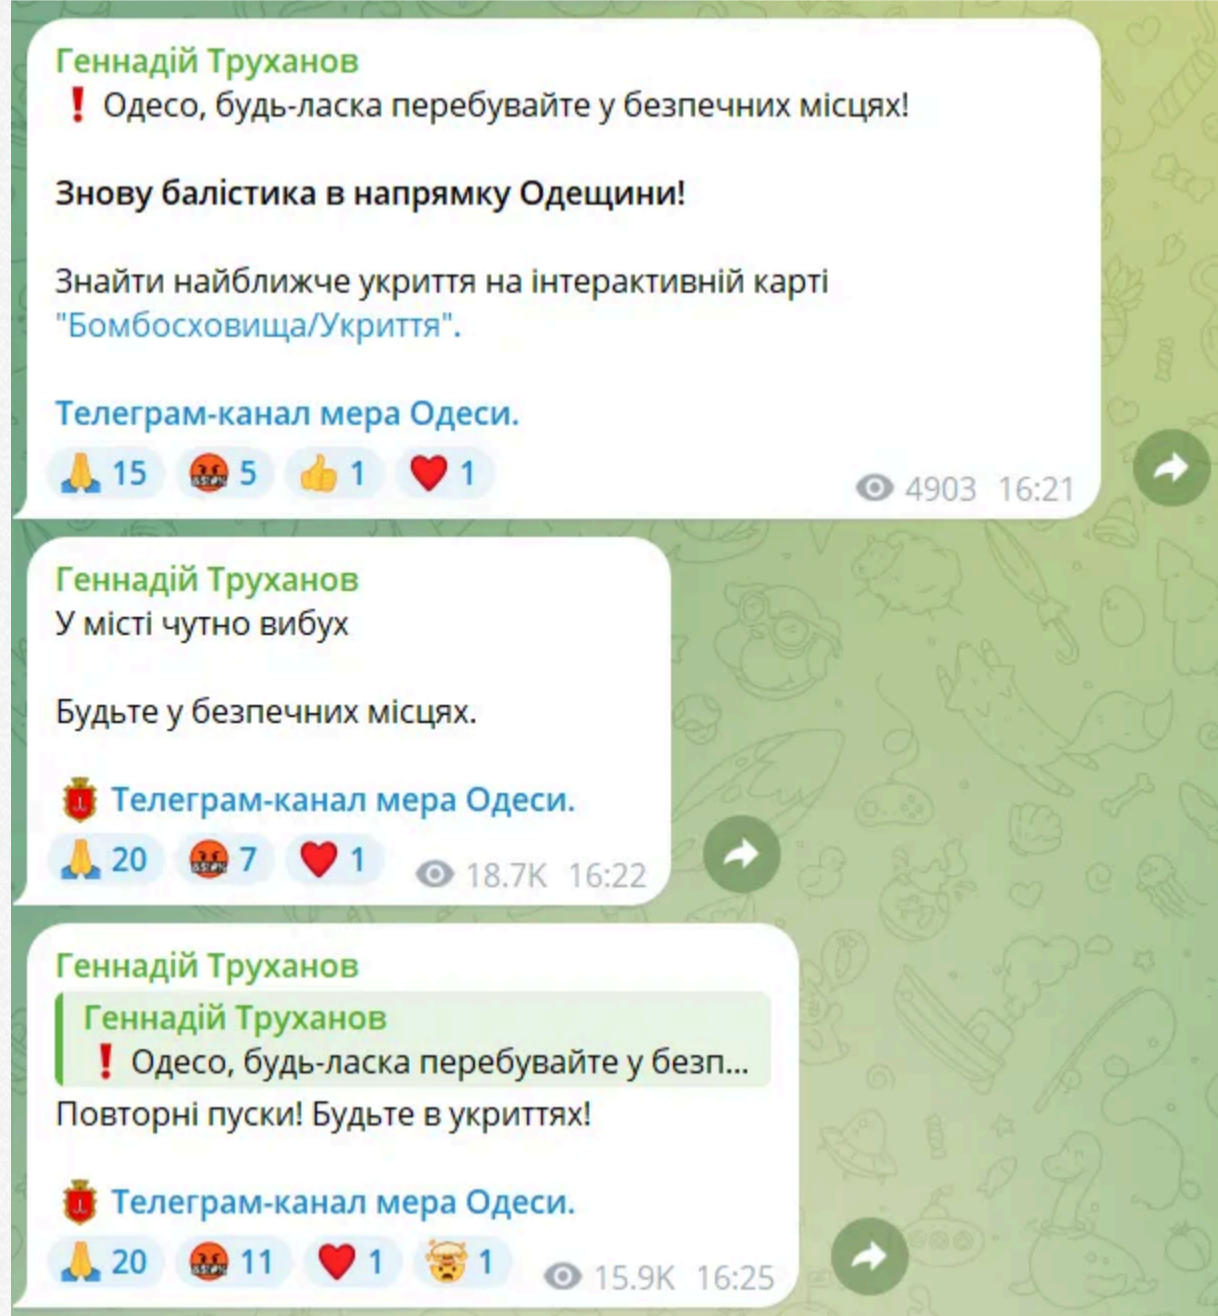 Геннадій Труханов
❗ Одесо, будь-ласка перебувайте у безпечних місцях!
Знову балістика в напрямку Одещини!
Знайти найближче укриття на інтерактивній карті
"Бомбосховища/Укриття".
Телеграм-канал мера Одеси.
🙏 15 🤬 5 👍 1 ❤️ 1 4903 16:21
Геннадій Труханов
У місті чутно вибух
Будьте у безпечних місцях.
Телеграм-канал мера Одеси.
🙏 20 🤬 7 ❤️ 1 18.7K 16:22
Геннадій Труханов
Геннадій Труханов
❗ Одесо, будь-ласка перебувайте у безп...
Повторні пуски! Будьте в укриттях!
Телеграм-канал мера Одеси.
🙏 20 🤬 11 ❤️ 1 🤯 1 15.9K 16:25